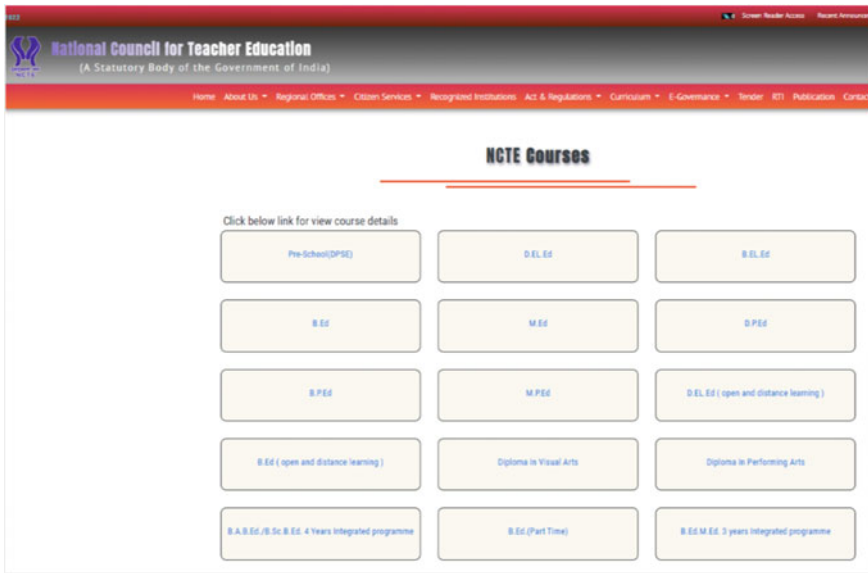 1922
Screen Reader Access Recent Announce
National Council for Teacher Education
(A Statutory Body of the Government of India)
NCTE
Home About Us Regional Offices Citizen Services Recognized Institutions Act & Regulations Curriculum E-Governance Tender RTI Publication Contac
NCTE Courses
Click below link for view course details
Pre-School(DPSE) D.EL.Ed B.EL.Ed
B.Ed M.Ed D.P.Ed
B.P.Ed M.P.Ed D.EL.Ed ( open and distance learning )
B.Ed ( open and distance learning ) Diploma in Visual Arts Diploma in Performing Arts
B.A.B.Ed./B.Sc.B.Ed. 4 Years Integrated programme B.Ed.(Part Time) B.Ed.M.Ed. 3 years Integrated programme